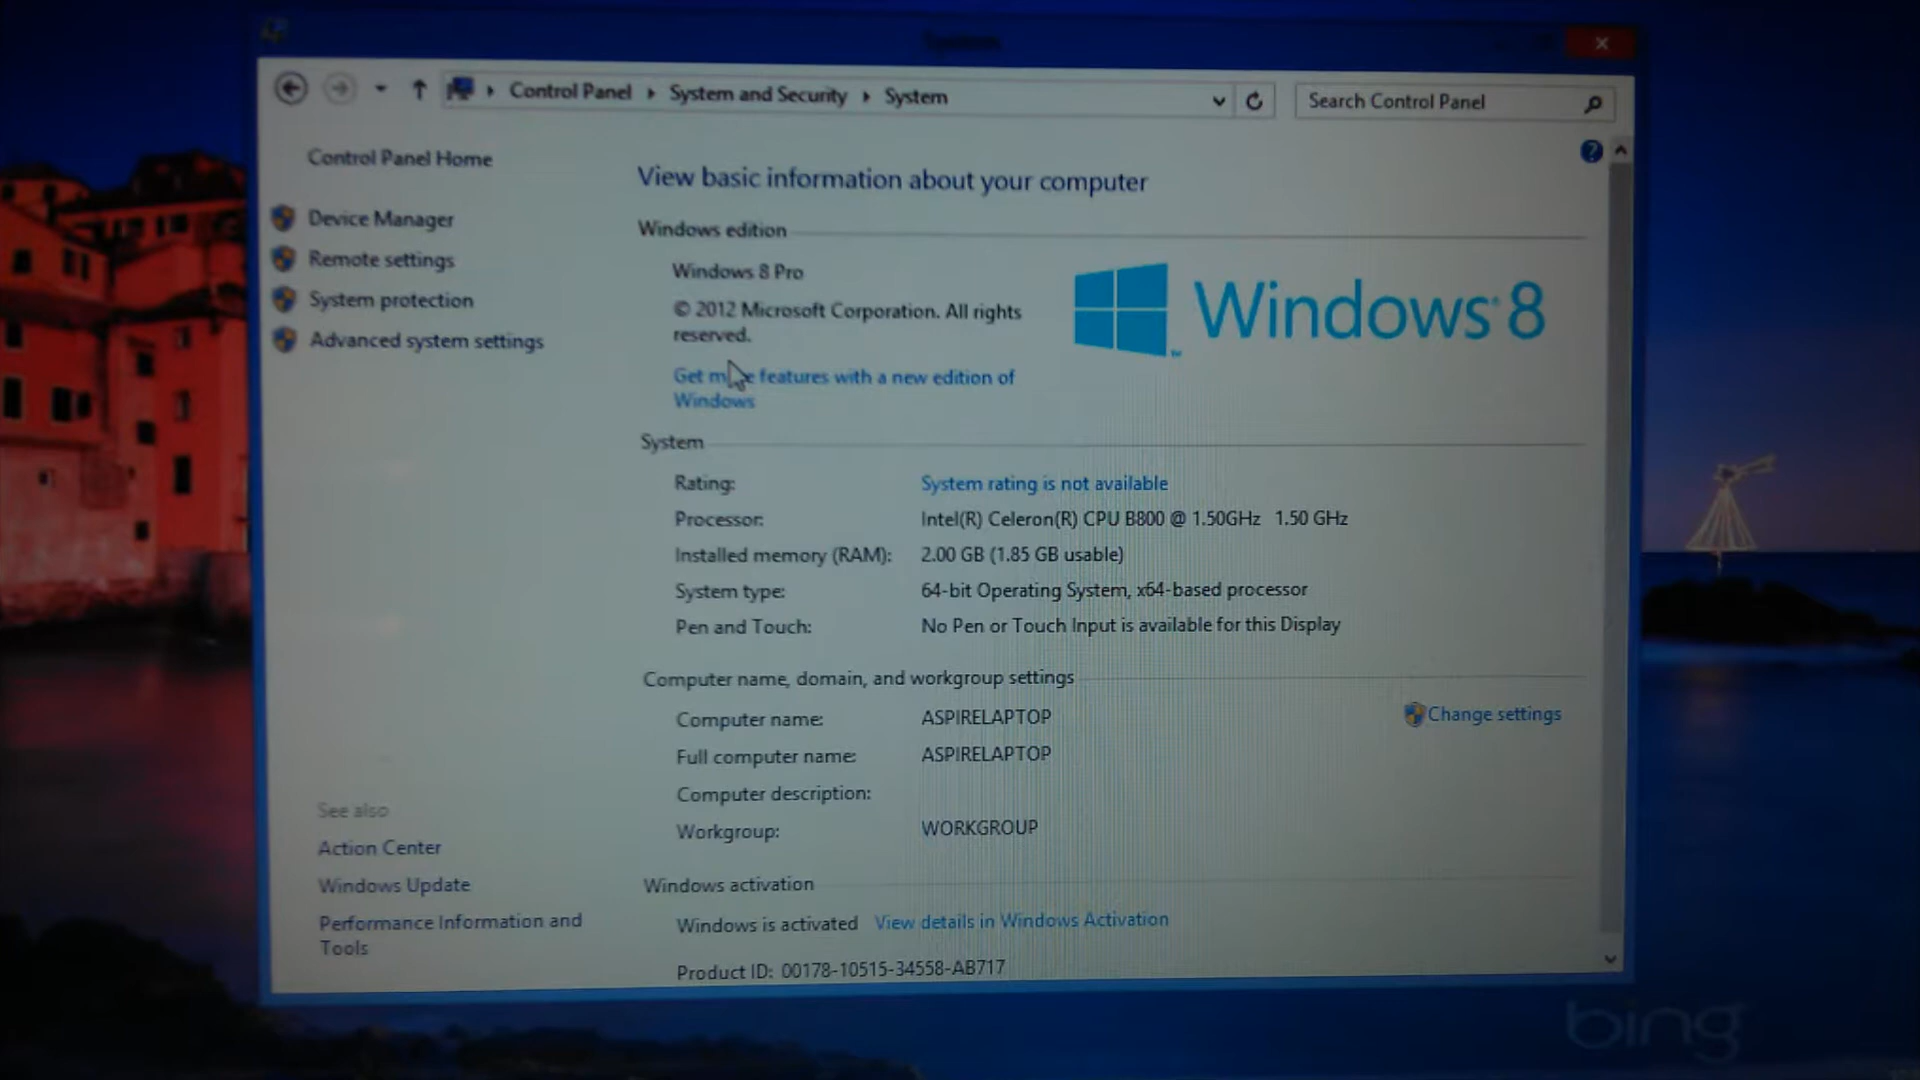 System
Control Panel ▸ System and Security ▸ System
Search Control Panel
Control Panel Home
Device Manager
Remote settings
System protection
Advanced system settings
View basic information about your computer
Windows edition
Windows 8 Pro
© 2012 Microsoft Corporation. All rights
reserved.
Get features with a new edition of
Windows
Windows 8
System
Rating: System rating is not available
Processor: Intel(R) Celeron(R) CPU B800 @ 1.50GHz 1.50 GHz
Installed memory (RAM): 2.00 GB (1.85 GB usable)
System type: 64-bit Operating System, x64-based processor
Pen and Touch: No Pen or Touch Input is available for this Display
Computer name, domain, and workgroup settings
Computer name: ASPIRELAPTOP
Change settings
Full computer name: ASPIRELAPTOP
Computer description:
Workgroup: WORKGROUP
Windows activation
Windows is activated View details in Windows Activation
Product ID: 00178-10515-34558-AB717
See also
Action Center
Windows Update
Performance Information and
Tools
bing